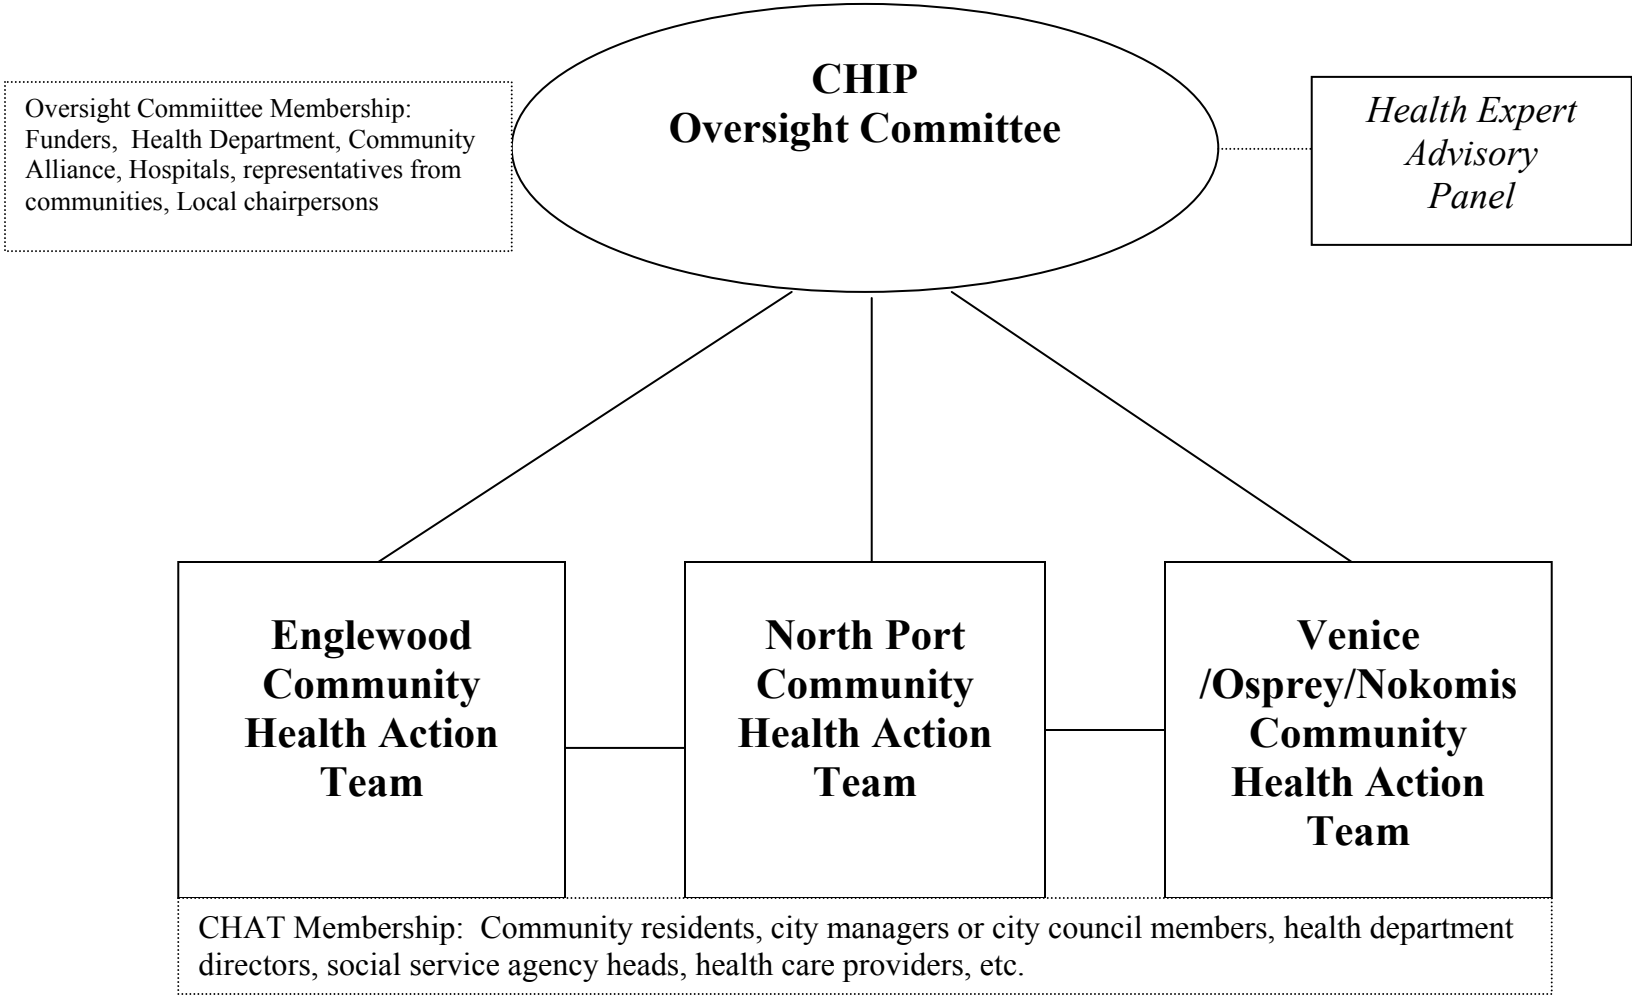 CHIP
Oversight Committee
Oversight Commiittee Membership:
Funders,  Health Department, Community
Alliance, Hospitals, representatives from
communities, Local chairpersons
Health Expert
Advisory
Panel
Englewood
Community
Health Action
Team
North Port
Community
Health Action
Team
Venice
/Osprey/Nokomis
Community
Health Action
Team
CHAT Membership:  Community residents, city managers or city council members, health department
directors, social service agency heads, health care providers, etc.